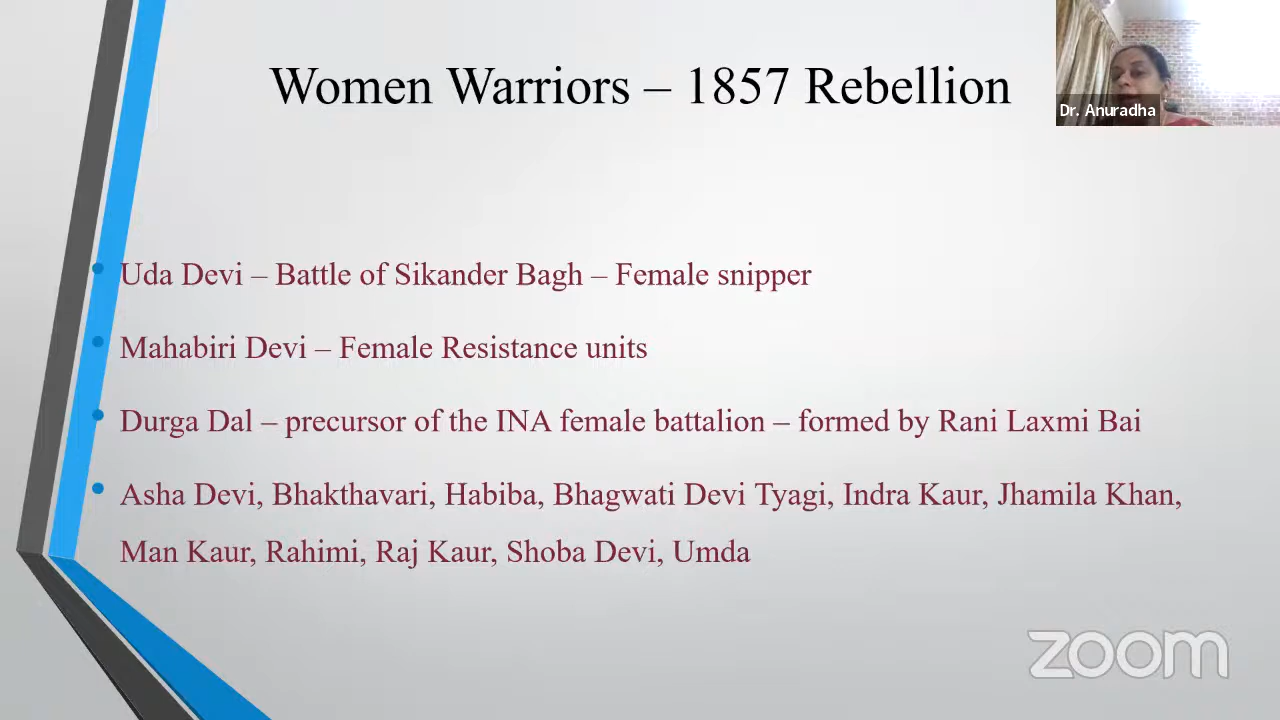 Women Warriors – 1857 Rebellion
Dr. Anuradha
Uda Devi – Battle of Sikander Bagh – Female snipper
Mahabiri Devi – Female Resistance units
Durga Dal – precursor of the INA female battalion – formed by Rani Laxmi Bai
Asha Devi, Bhakthavari, Habiba, Bhagwati Devi Tyagi, Indra Kaur, Jhamila Khan,
Man Kaur, Rahimi, Raj Kaur, Shoba Devi, Umda
zoom